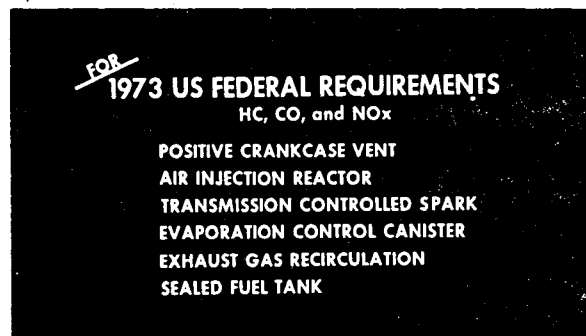 FOR
1973 US FEDERAL REQUIREMENTS
HC, CO, and NOx
POSITIVE CRANKCASE VENT
AIR INJECTION REACTOR
TRANSMISSION CONTROLLED SPARK
EVAPORATION CONTROL CANISTER
EXHAUST GAS RECIRCULATION
SEALED FUEL TANK